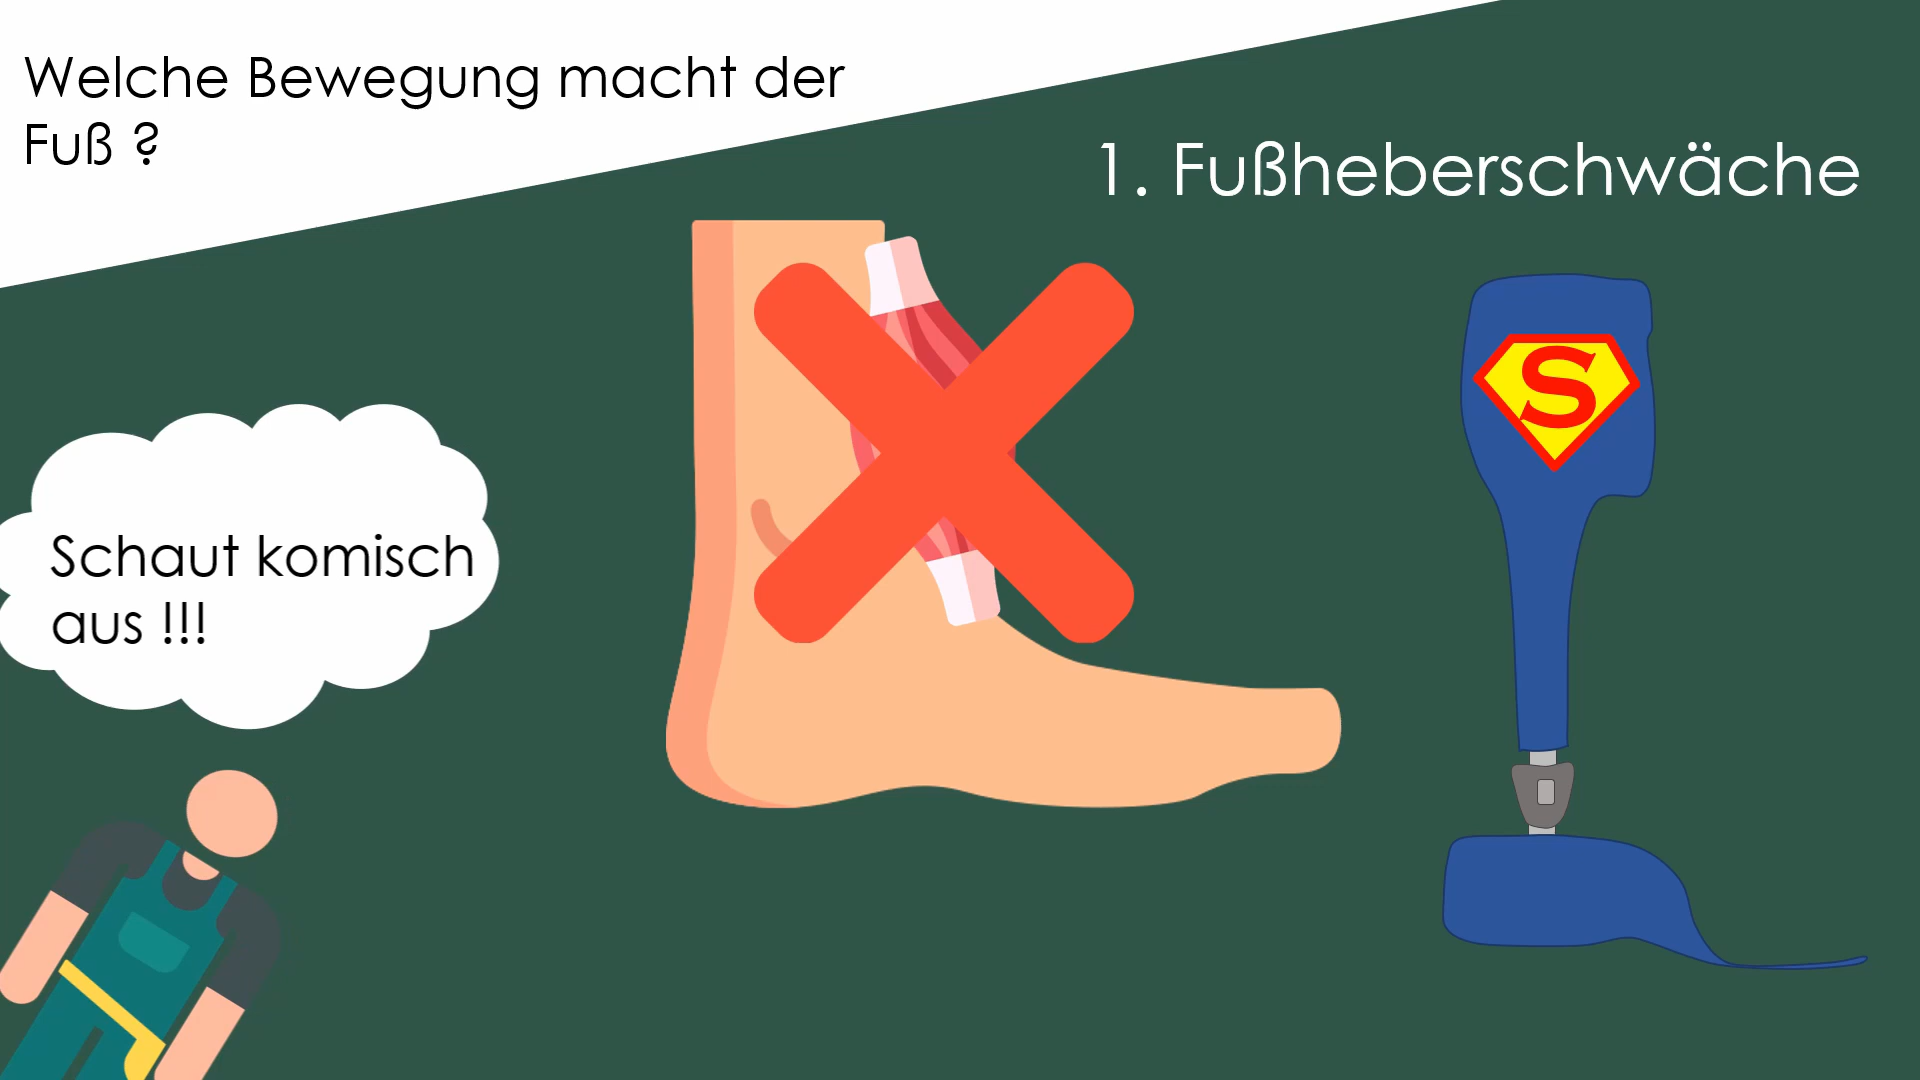 Welche Bewegung macht der
Fuß ?
1. Fußheberschwäche
S
Schaut komisch
aus !!!